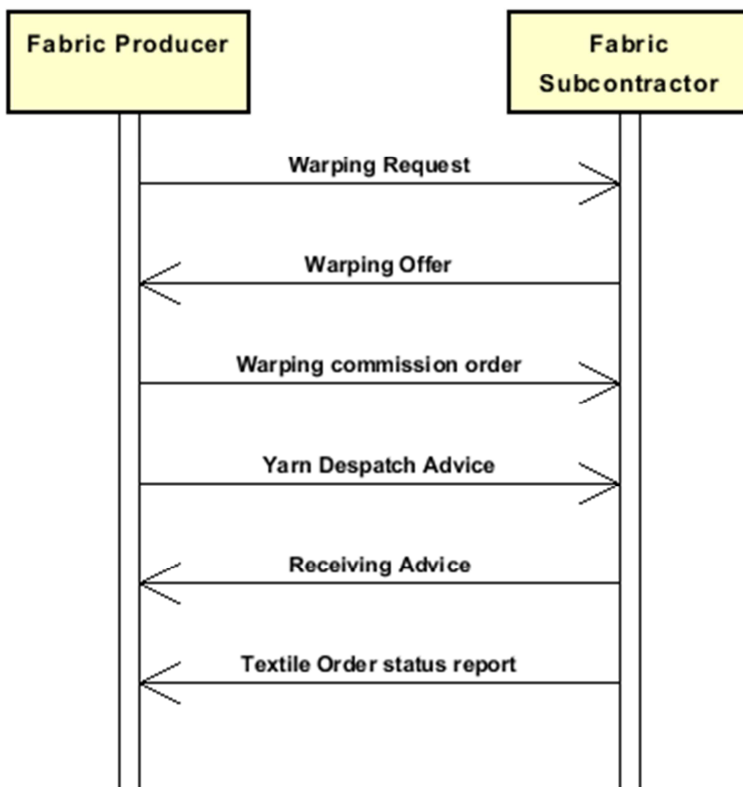 Fabric Producer
Fabric
Subcontractor
Warping Request
Warping Offer
Warping commission order
Yarn Despatch Advice
Receiving Advice
Textile Order status report